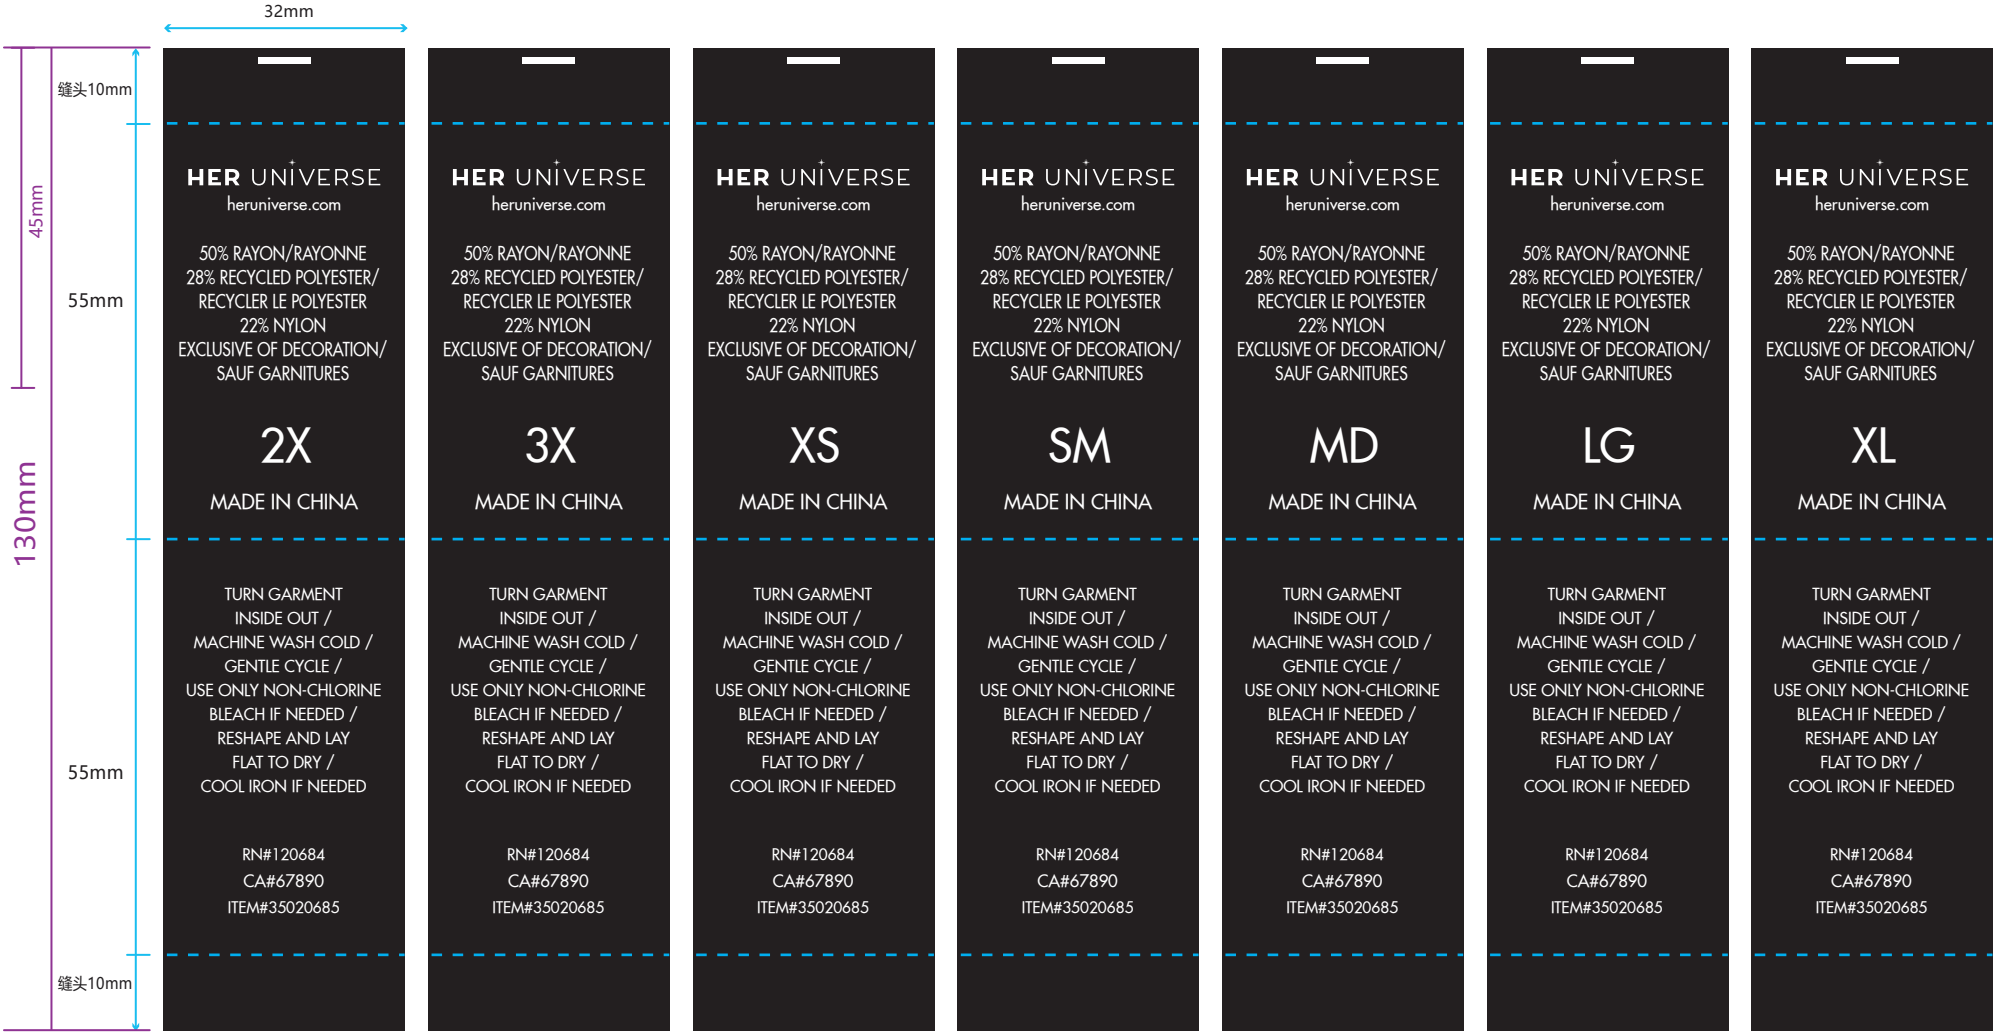 32mm
缝头10mm
45mm
55mm
130mm
55mm
缝头10mm
HER UNIVERSE
heruniverse.com
50% RAYON/RAYONNE
28% RECYCLED POLYESTER/
RECYCLER LE POLYESTER
22% NYLON
EXCLUSIVE OF DECORATION/
SAUF GARNITURES
2X
MADE IN CHINA
TURN GARMENT
INSIDE OUT /
MACHINE WASH COLD /
GENTLE CYCLE /
USE ONLY NON-CHLORINE
BLEACH IF NEEDED /
RESHAPE AND LAY
FLAT TO DRY /
COOL IRON IF NEEDED
RN#120684
CA#67890
ITEM#35020685
HER UNIVERSE
heruniverse.com
50% RAYON/RAYONNE
28% RECYCLED POLYESTER/
RECYCLER LE POLYESTER
22% NYLON
EXCLUSIVE OF DECORATION/
SAUF GARNITURES
3X
MADE IN CHINA
TURN GARMENT
INSIDE OUT /
MACHINE WASH COLD /
GENTLE CYCLE /
USE ONLY NON-CHLORINE
BLEACH IF NEEDED /
RESHAPE AND LAY
FLAT TO DRY /
COOL IRON IF NEEDED
RN#120684
CA#67890
ITEM#35020685
HER UNIVERSE
heruniverse.com
50% RAYON/RAYONNE
28% RECYCLED POLYESTER/
RECYCLER LE POLYESTER
22% NYLON
EXCLUSIVE OF DECORATION/
SAUF GARNITURES
XS
MADE IN CHINA
TURN GARMENT
INSIDE OUT /
MACHINE WASH COLD /
GENTLE CYCLE /
USE ONLY NON-CHLORINE
BLEACH IF NEEDED /
RESHAPE AND LAY
FLAT TO DRY /
COOL IRON IF NEEDED
RN#120684
CA#67890
ITEM#35020685
HER UNIVERSE
heruniverse.com
50% RAYON/RAYONNE
28% RECYCLED POLYESTER/
RECYCLER LE POLYESTER
22% NYLON
EXCLUSIVE OF DECORATION/
SAUF GARNITURES
SM
MADE IN CHINA
TURN GARMENT
INSIDE OUT /
MACHINE WASH COLD /
GENTLE CYCLE /
USE ONLY NON-CHLORINE
BLEACH IF NEEDED /
RESHAPE AND LAY
FLAT TO DRY /
COOL IRON IF NEEDED
RN#120684
CA#67890
ITEM#35020685
HER UNIVERSE
heruniverse.com
50% RAYON/RAYONNE
28% RECYCLED POLYESTER/
RECYCLER LE POLYESTER
22% NYLON
EXCLUSIVE OF DECORATION/
SAUF GARNITURES
MD
MADE IN CHINA
TURN GARMENT
INSIDE OUT /
MACHINE WASH COLD /
GENTLE CYCLE /
USE ONLY NON-CHLORINE
BLEACH IF NEEDED /
RESHAPE AND LAY
FLAT TO DRY /
COOL IRON IF NEEDED
RN#120684
CA#67890
ITEM#35020685
HER UNIVERSE
heruniverse.com
50% RAYON/RAYONNE
28% RECYCLED POLYESTER/
RECYCLER LE POLYESTER
22% NYLON
EXCLUSIVE OF DECORATION/
SAUF GARNITURES
LG
MADE IN CHINA
TURN GARMENT
INSIDE OUT /
MACHINE WASH COLD /
GENTLE CYCLE /
USE ONLY NON-CHLORINE
BLEACH IF NEEDED /
RESHAPE AND LAY
FLAT TO DRY /
COOL IRON IF NEEDED
RN#120684
CA#67890
ITEM#35020685
HER UNIVERSE
heruniverse.com
50% RAYON/RAYONNE
28% RECYCLED POLYESTER/
RECYCLER LE POLYESTER
22% NYLON
EXCLUSIVE OF DECORATION/
SAUF GARNITURES
XL
MADE IN CHINA
TURN GARMENT
INSIDE OUT /
MACHINE WASH COLD /
GENTLE CYCLE /
USE ONLY NON-CHLORINE
BLEACH IF NEEDED /
RESHAPE AND LAY
FLAT TO DRY /
COOL IRON IF NEEDED
RN#120684
CA#67890
ITEM#35020685